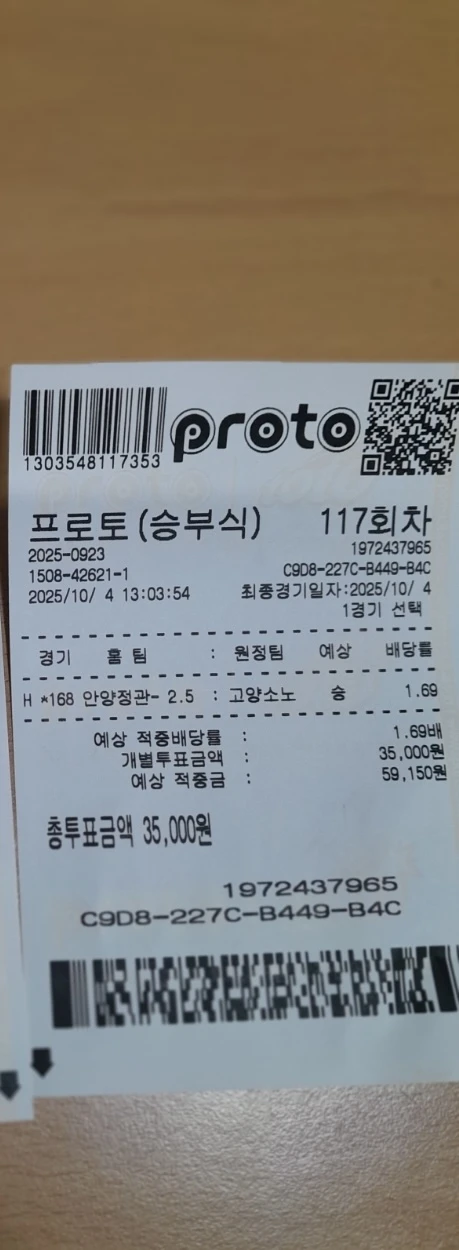 proto
1303548117353
프로토(승부식) 117회차
2025-0923 1972437965
1508-42621-1 C9D8-227C-B449-B4C
2025/10/ 4 13:03:54 최종경기일자:2025/10/ 4
1경기 선택
경기 홈 팀 : 원정팀 예상 배당률
H *168 안양정관- 2.5 : 고양소노 승 1.69
예상 적중배당률 : 1.69배
개별투표금액 : 35,000원
예상 적중금 : 59,150원
총투표금액 35,000원
1972437965
C9D8-227C-B449-B4C